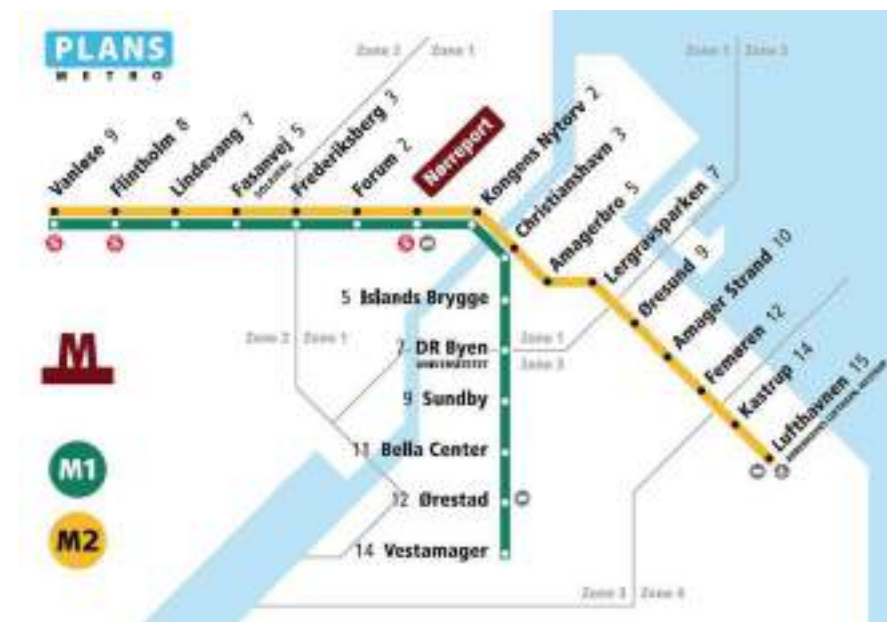 PLANS
METRO
Zone 2
Zone 1
Zone 1
Zone 3
Vanløse 9
Flintholm 8
Lindevang 7
Fasanvej 5
Frederiksberg 3
Forum 2
Nørreport
Kongens Nytorv 2
Christianshavn 3
Amagerbro 5
Lergravsparken 7
Øresund 9
Amager Strand 10
Femøren 12
Kastrup 14
Lufthavnen 15
5 Islands Brygge
Zone 2
Zone 1
7 DR Byen
UNIVERSITETET
Zone 1
Zone 3
9 Sundby
11 Bella Center
12 Ørestad
14 Vestamager
M
M1
M2
Zone 3
Zone 4